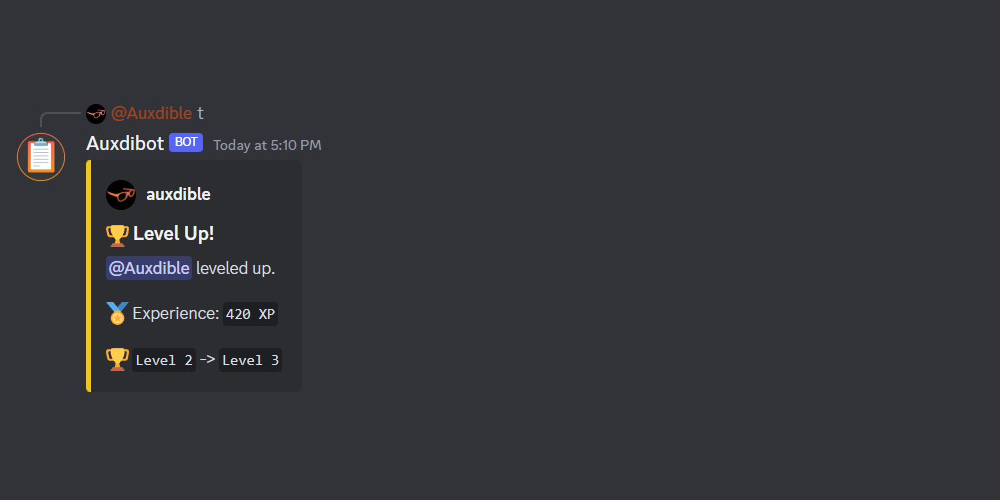 @Auxdible t
Auxdibot BOT Today at 5:10 PM
auxdible
Level Up!
@Auxdible leveled up.
Experience: 420 XP
Level 2 -> Level 3